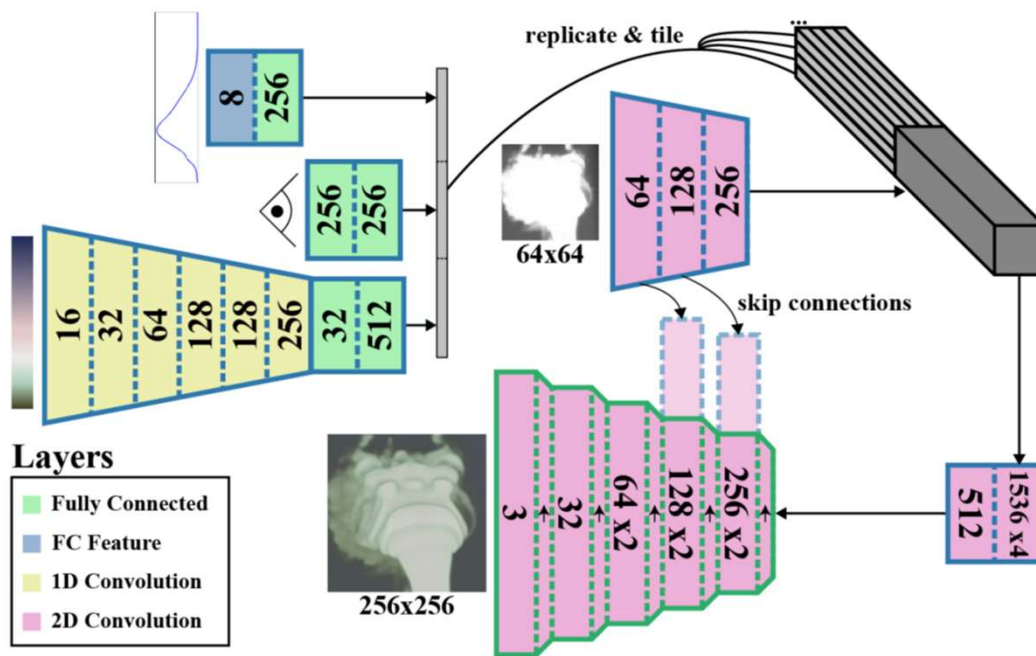 ...
replicate & tile
8
256
256
256
16
32
64
128
128
256
32
512
64
128
256
64x64
skip connections
Layers
Fully Connected
FC Feature
1D Convolution
2D Convolution
256x256
3
32
64 x2
128 x2
256 x2
512
1536 x4